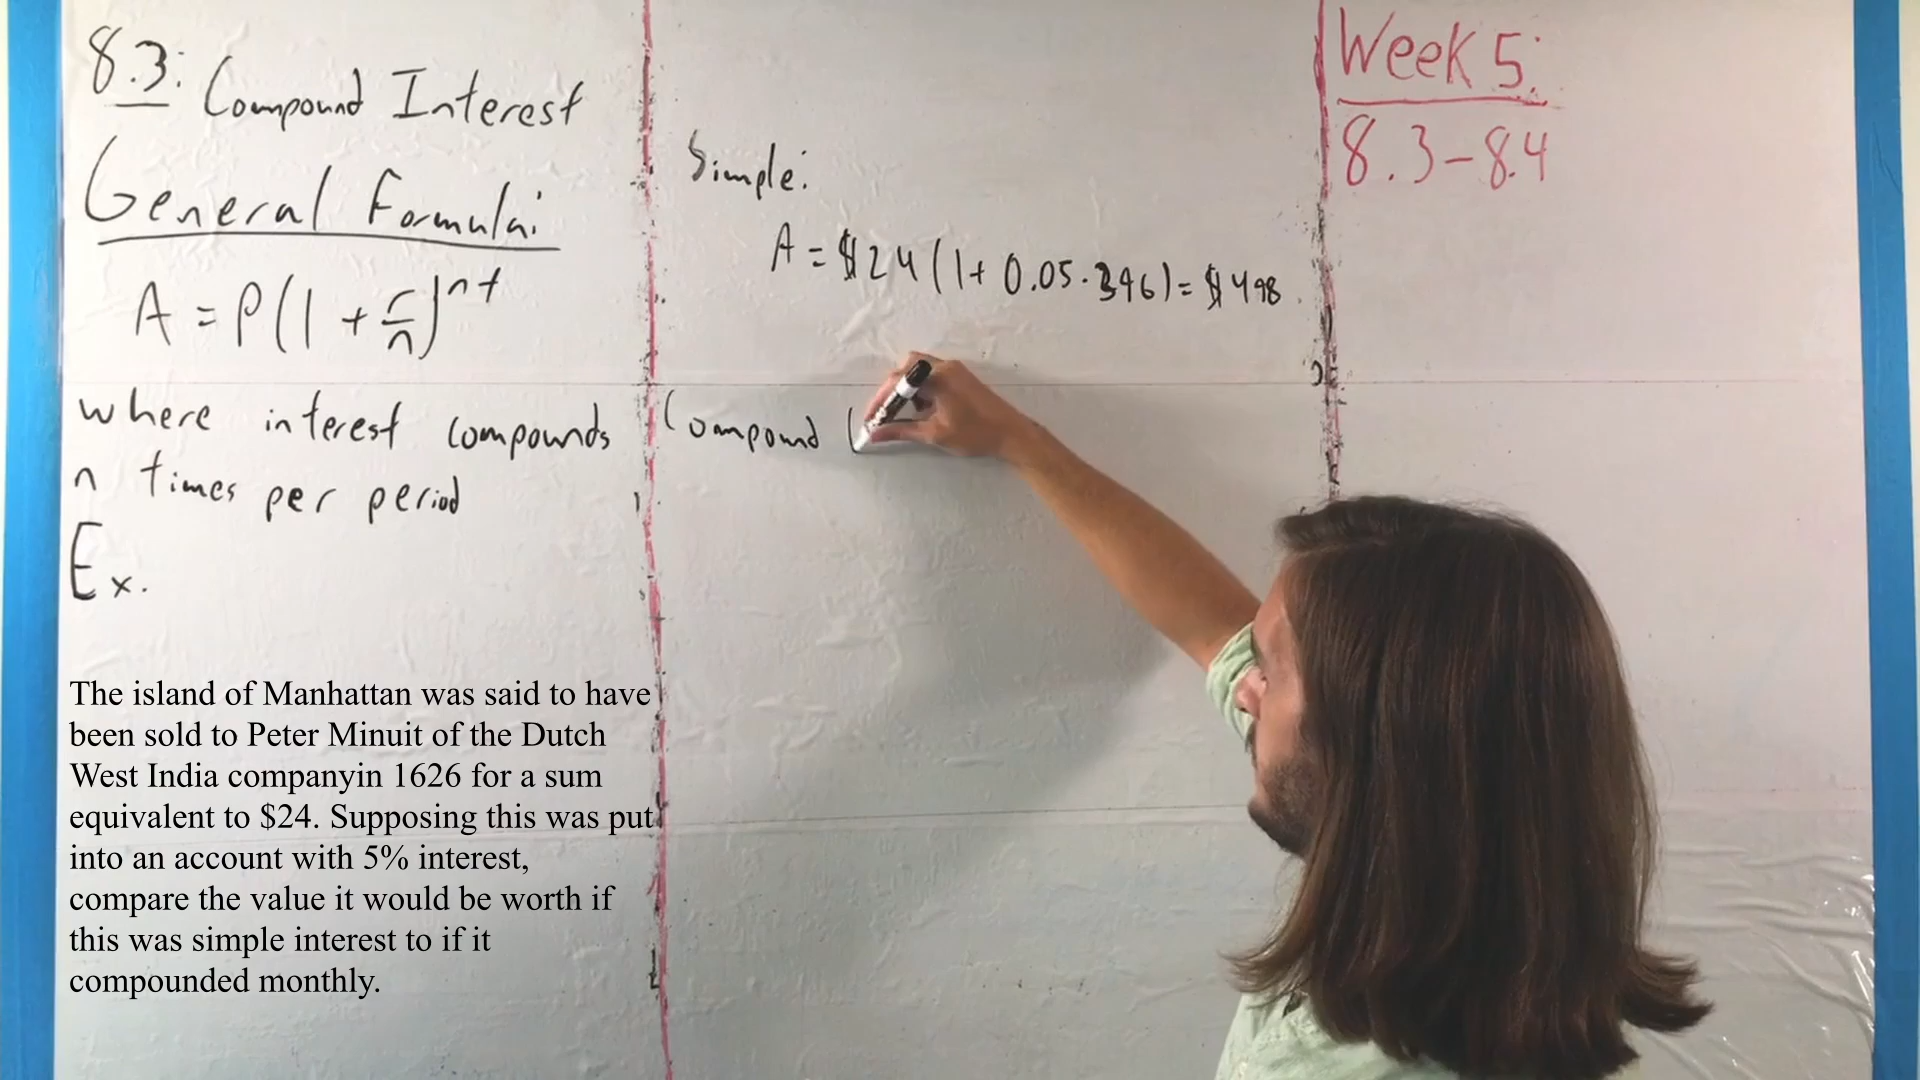 8.3: Compound Interest
General Formula:
A = P(1 + r/n)^nt
where interest compounds
n times per period
Ex.
The island of Manhattan was said to have
been sold to Peter Minuit of the Dutch
West India companyin 1626 for a sum
equivalent to $24. Supposing this was put
into an account with 5% interest,
compare the value it would be worth if
this was simple interest to if it
compounded monthly.
Simple:
A = $24(1+ 0.05·396) = $498.
Compound (
Week 5:
8.3-8.4